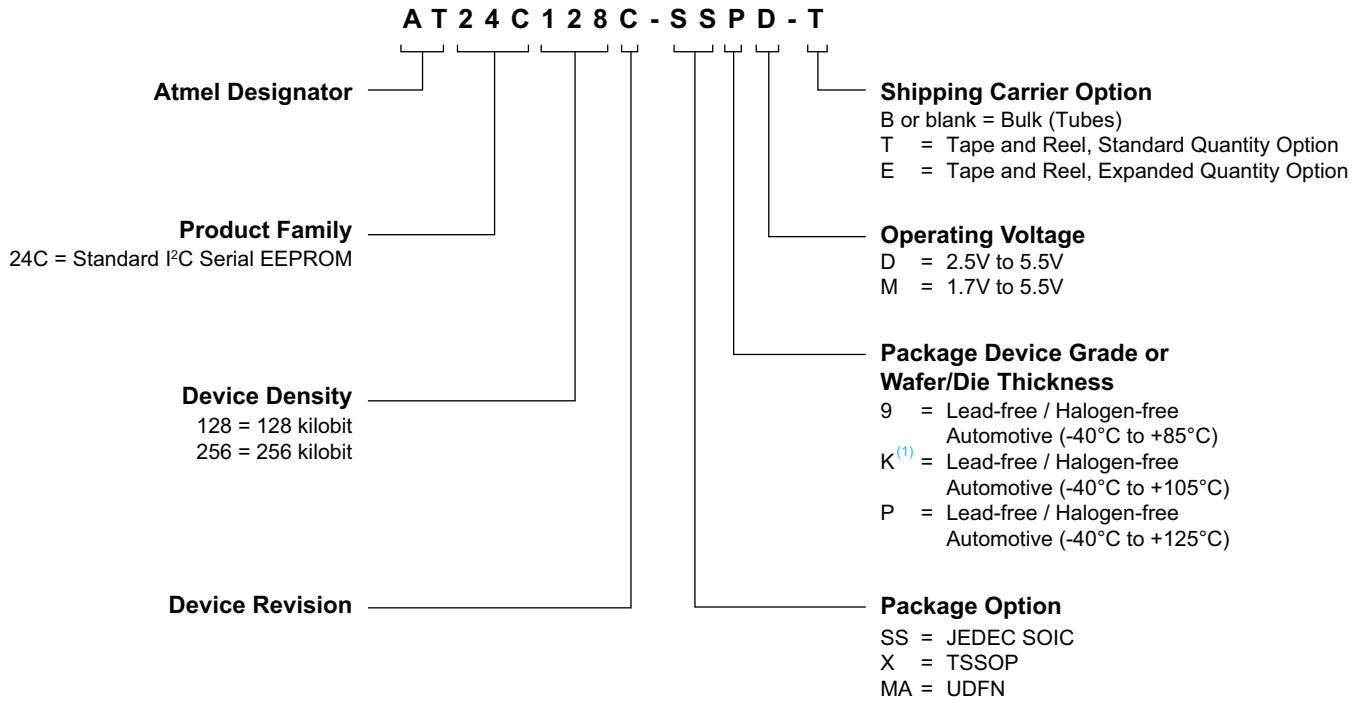 A T 2 4 C 1 2 8 C - S S P D - T
Atmel Designator
Product Family
24C = Standard I²C Serial EEPROM
Device Density
128 = 128 kilobit
256 = 256 kilobit
Device Revision
Shipping Carrier Option
B or blank = Bulk (Tubes)
T = Tape and Reel, Standard Quantity Option
E = Tape and Reel, Expanded Quantity Option
Operating Voltage
D = 2.5V to 5.5V
M = 1.7V to 5.5V
Package Device Grade or
Wafer/Die Thickness
9 = Lead-free / Halogen-free
Automotive (-40°C to +85°C)
K(1) = Lead-free / Halogen-free
Automotive (-40°C to +105°C)
P = Lead-free / Halogen-free
Automotive (-40°C to +125°C)
Package Option
SS = JEDEC SOIC
X = TSSOP
MA = UDFN